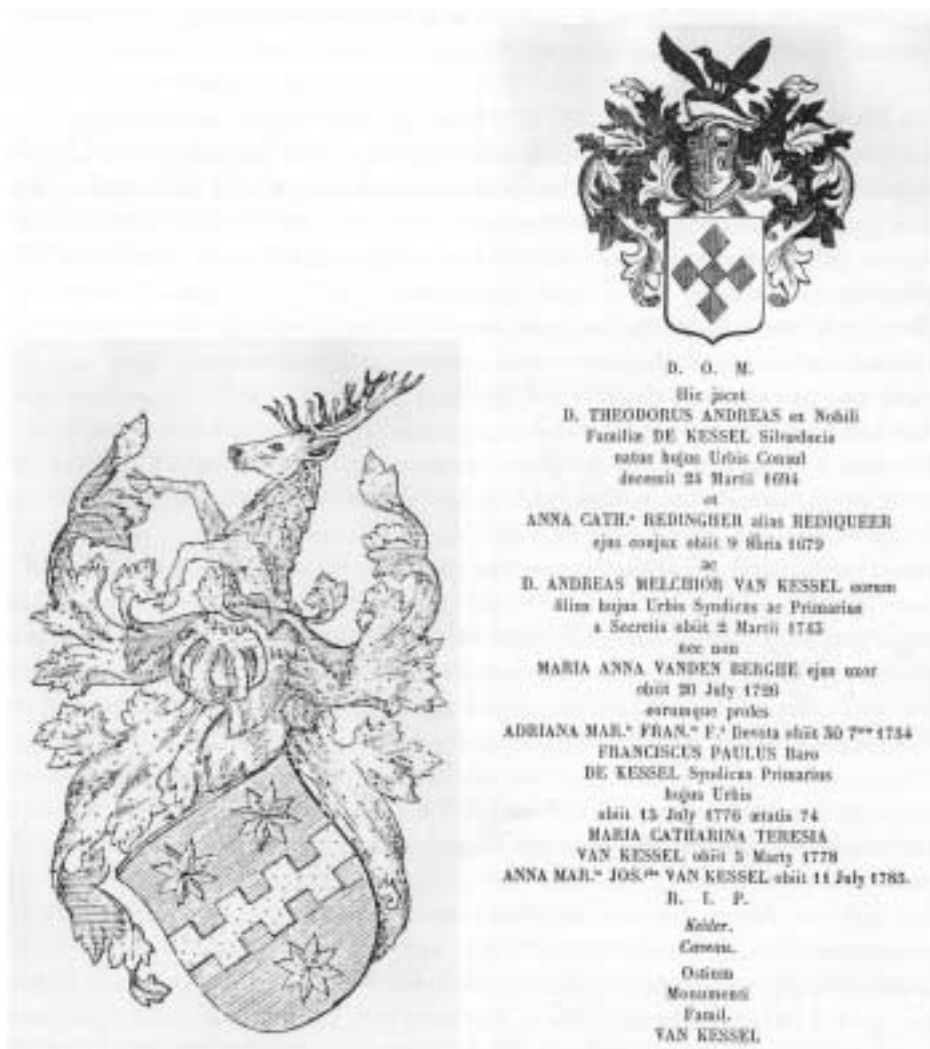 D. O. M.
Hic jacet
D. THEODORUS ANDREAS ex Nobili
Familiæ DE KESSEL Silvaducis
natus hujus Urbis Consul
decessit 25 Martii 1694
et
ANNA CATH.ᵃ REDINGHER alias REDIQUEER
ejus conjux obiit 9 8bris 1679
ac
D. ANDREAS MELCHIOR VAN KESSEL eorum
filius hujus Urbis Syndicus ac Primarius
a Secretis obiit 2 Martii 1743
nec non
MARIA ANNA VANDEN BERGHE ejus uxor
obiit 20 July 1726
eorumque proles
ADRIANA MAR.ᵃ FRAN.ᵃ F.ᵃ Devota obiit 30 7ᵇʳⁱˢ 1734
FRANCISCUS PAULUS Baro
DE KESSEL Syndicus Primarius
hujus Urbis
obiit 15 July 1776 ætatis 74
MARIA CATHARINA TERESIA
VAN KESSEL obiit 5 Marty 1778
ANNA MAR.ᵃ JOS.ᵖʰᵃ VAN KESSEL obiit 11 July 1783.
R. I. P.
Kelder.
Caveau.
Ostium
Monumenti
Famil.
VAN KESSEL